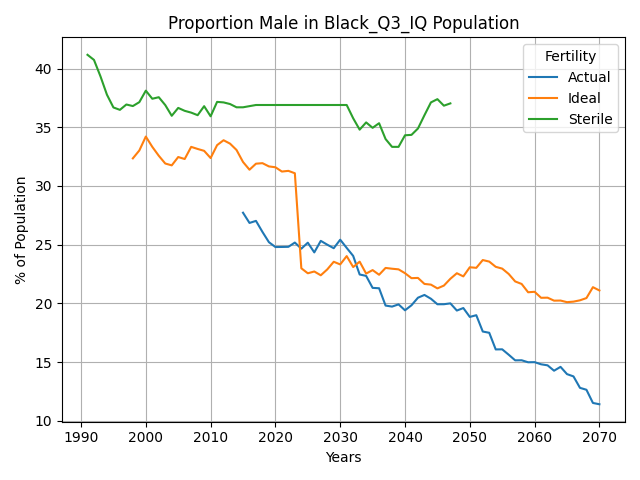 Proportion Male in Black_Q3_IQ Population
Fertility
Actual
Ideal
Sterile
% of Population
40
35
30
25
20
15
10
1990
2000
2010
2020
2030
2040
2050
2060
2070
Years